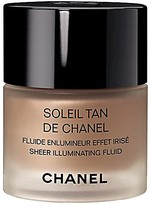 SOLEIL TAN
DE CHANEL
FLUIDE ENLUMINEUR EFFET IRISÉ
SHEER ILLUMINATING FLUID
CHANEL